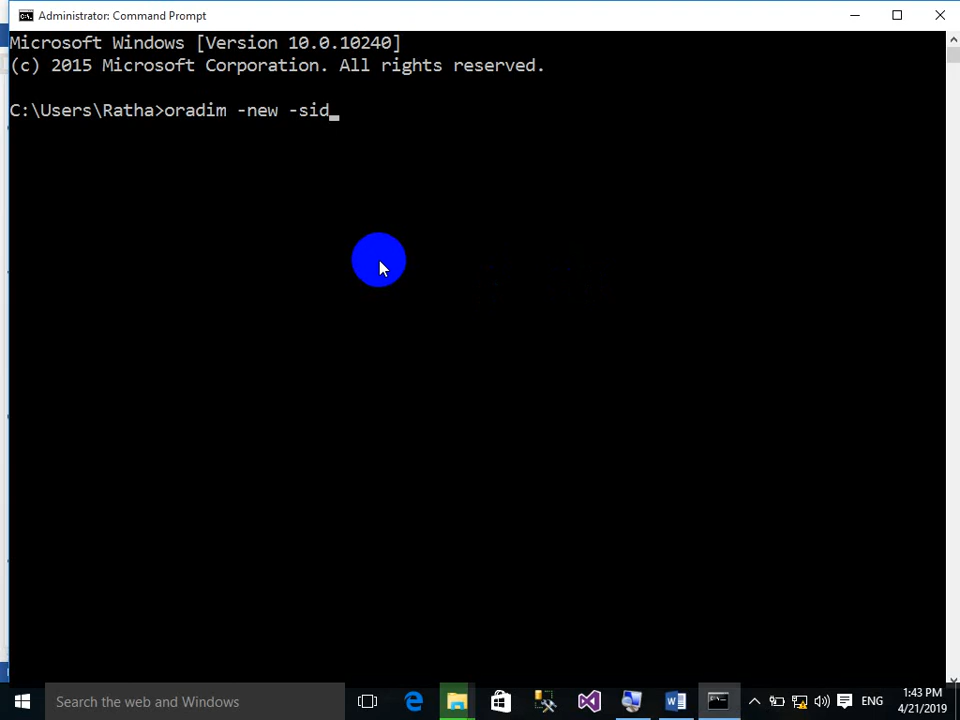 Administrator: Command Prompt
Microsoft Windows [Version 10.0.10240]
(c) 2015 Microsoft Corporation. All rights reserved.
C:\Users\Ratha>oradim -new -sid_
Search the web and Windows
ENG
1:43 PM
4/21/2019